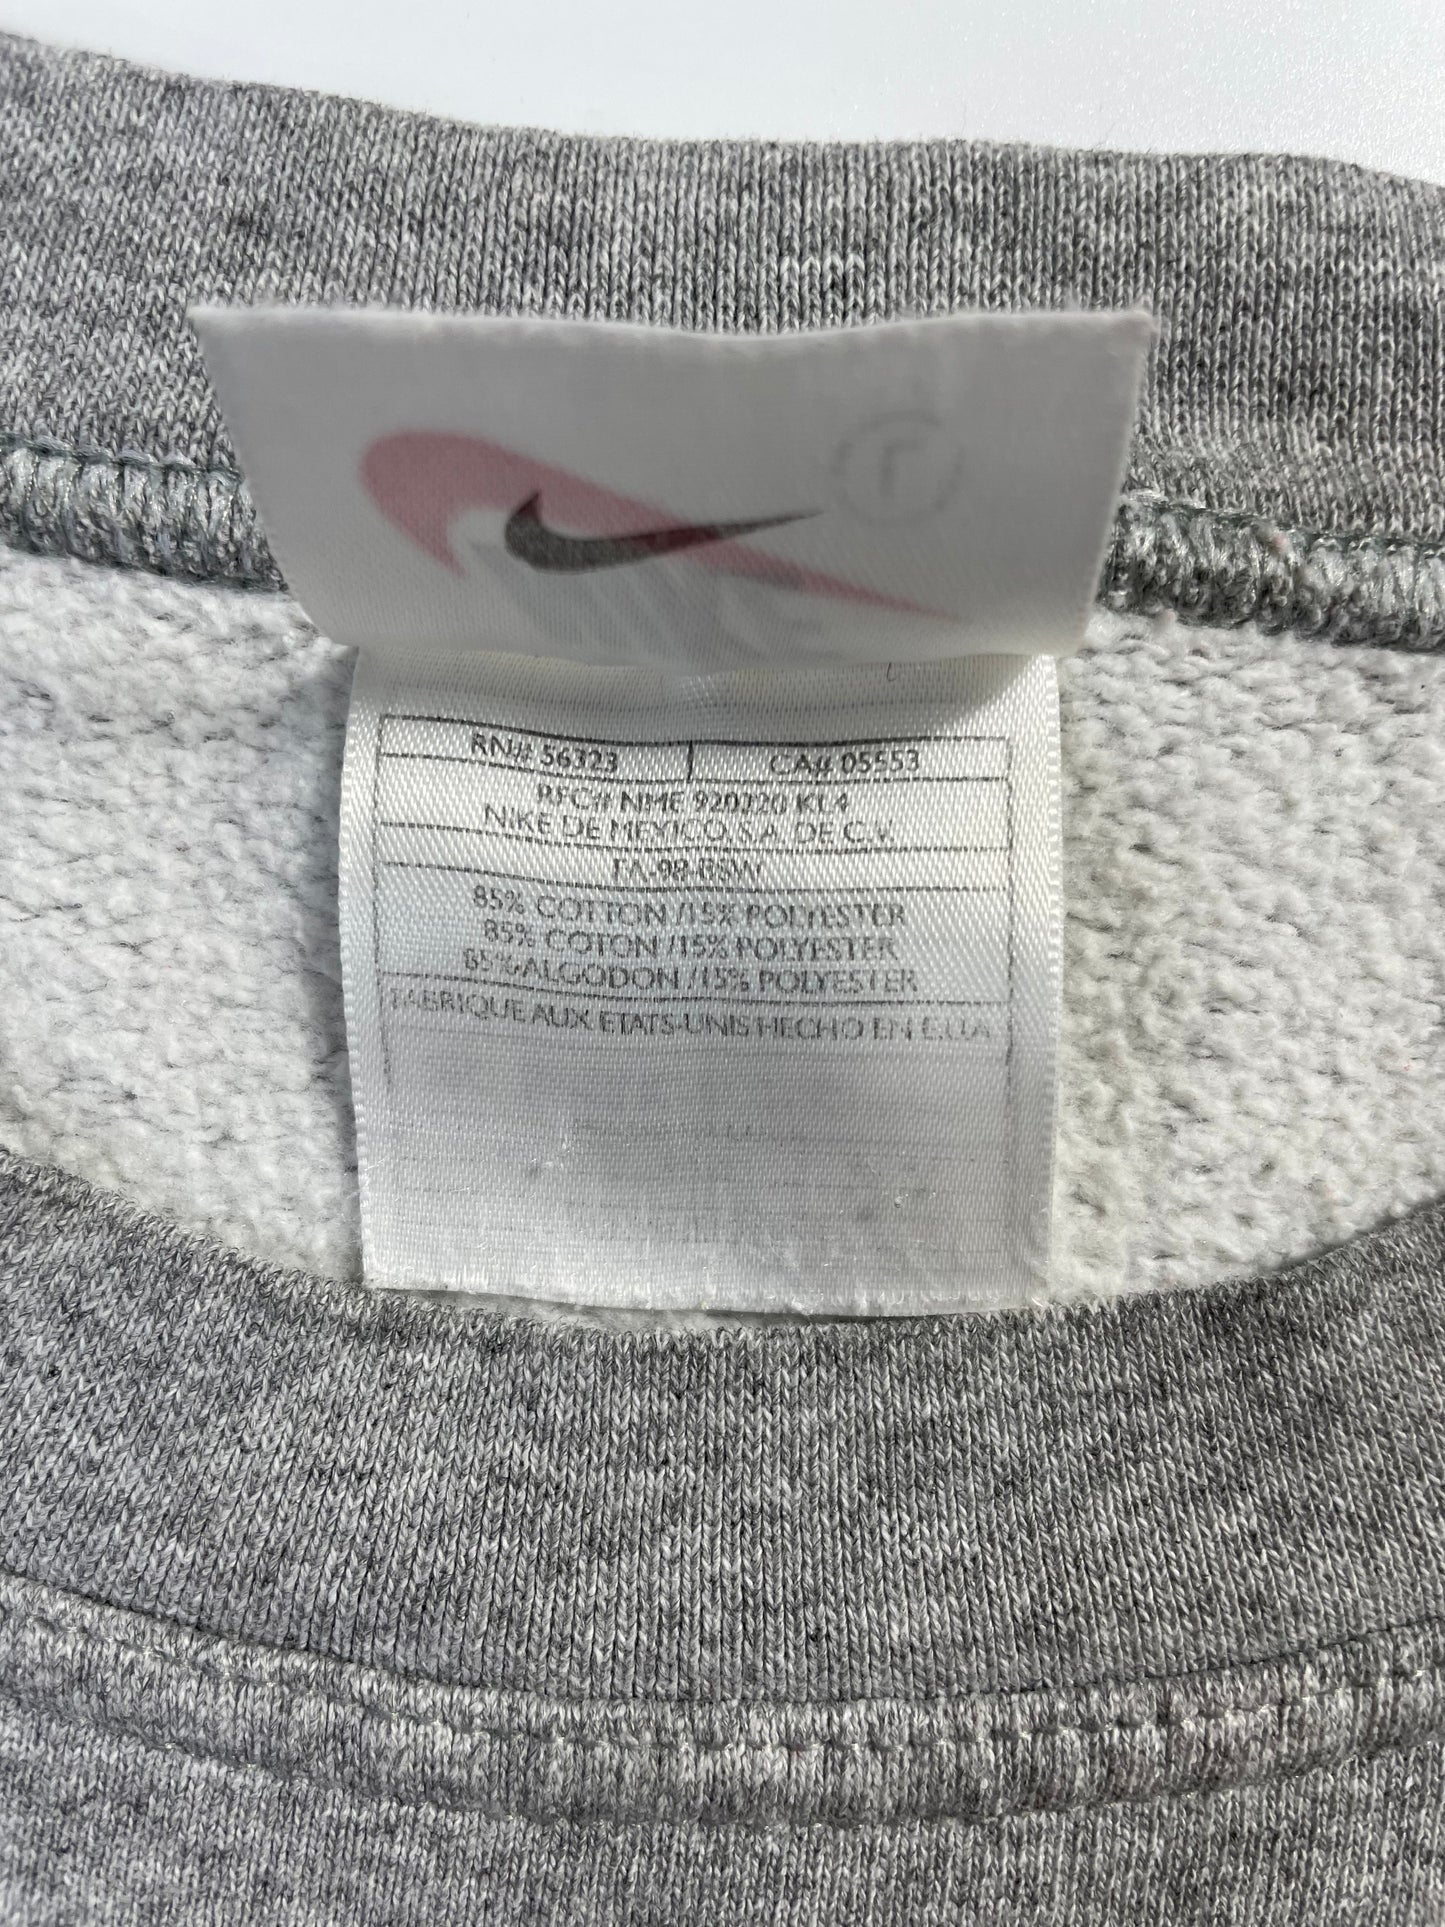 RN# 56323 CA# 05553
RFC# NIME 920220 KL4
NIKE DE MEXICO, S.A. DE C.V.
FA-98-BSW
85% COTTON /15% POLYESTER
85% COTON /15% POLYESTER
85% ALGODON /15% POLYESTER
FABRIQUE AUX ETATS-UNIS HECHO EN E.U.A.